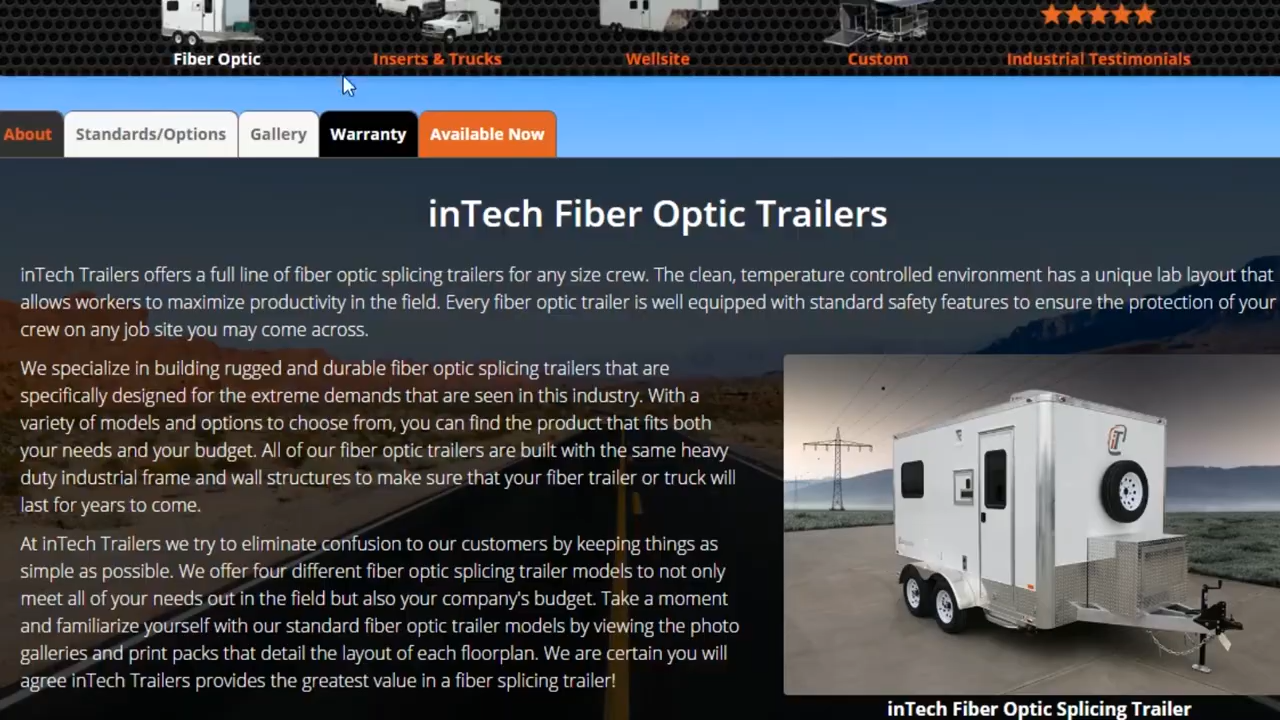 Fiber Optic
Inserts & Trucks
Wellsite
Custom
Industrial Testimonials
About
Standards/Options
Gallery
Warranty
Available Now
inTech Fiber Optic Trailers
inTech Trailers offers a full line of fiber optic splicing trailers for any size crew. The clean, temperature controlled environment has a unique lab layout that
allows workers to maximize productivity in the field. Every fiber optic trailer is well equipped with standard safety features to ensure the protection of your
crew on any job site you may come across.
We specialize in building rugged and durable fiber optic splicing trailers that are
specifically designed for the extreme demands that are seen in this industry. With a
variety of models and options to choose from, you can find the product that fits both
your needs and your budget. All of our fiber optic trailers are built with the same heavy
duty industrial frame and wall structures to make sure that your fiber trailer or truck will
last for years to come.
At inTech Trailers we try to eliminate confusion to our customers by keeping things as
simple as possible. We offer four different fiber optic splicing trailer models to not only
meet all of your needs out in the field but also your company's budget. Take a moment
and familiarize yourself with our standard fiber optic trailer models by viewing the photo
galleries and print packs that detail the layout of each floorplan. We are certain you will
agree inTech Trailers provides the greatest value in a fiber splicing trailer!
iT
inTech Fiber Optic Splicing Trailer